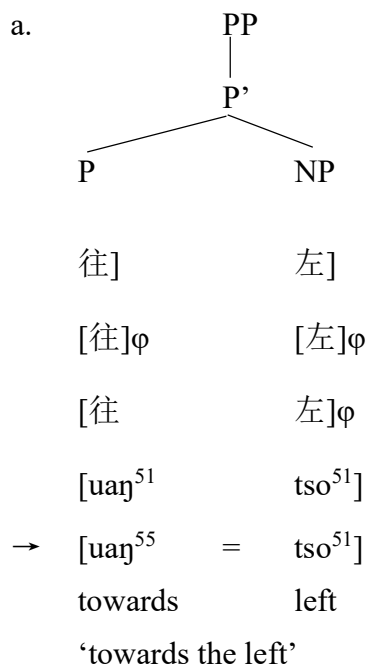 a. PP
P’
P NP
往] 左]
[往]φ [左]φ
[往 左]φ
[uaŋ⁵¹ tso⁵¹]
→ [uaŋ⁵⁵ = tso⁵¹]
towards left
‘towards the left’